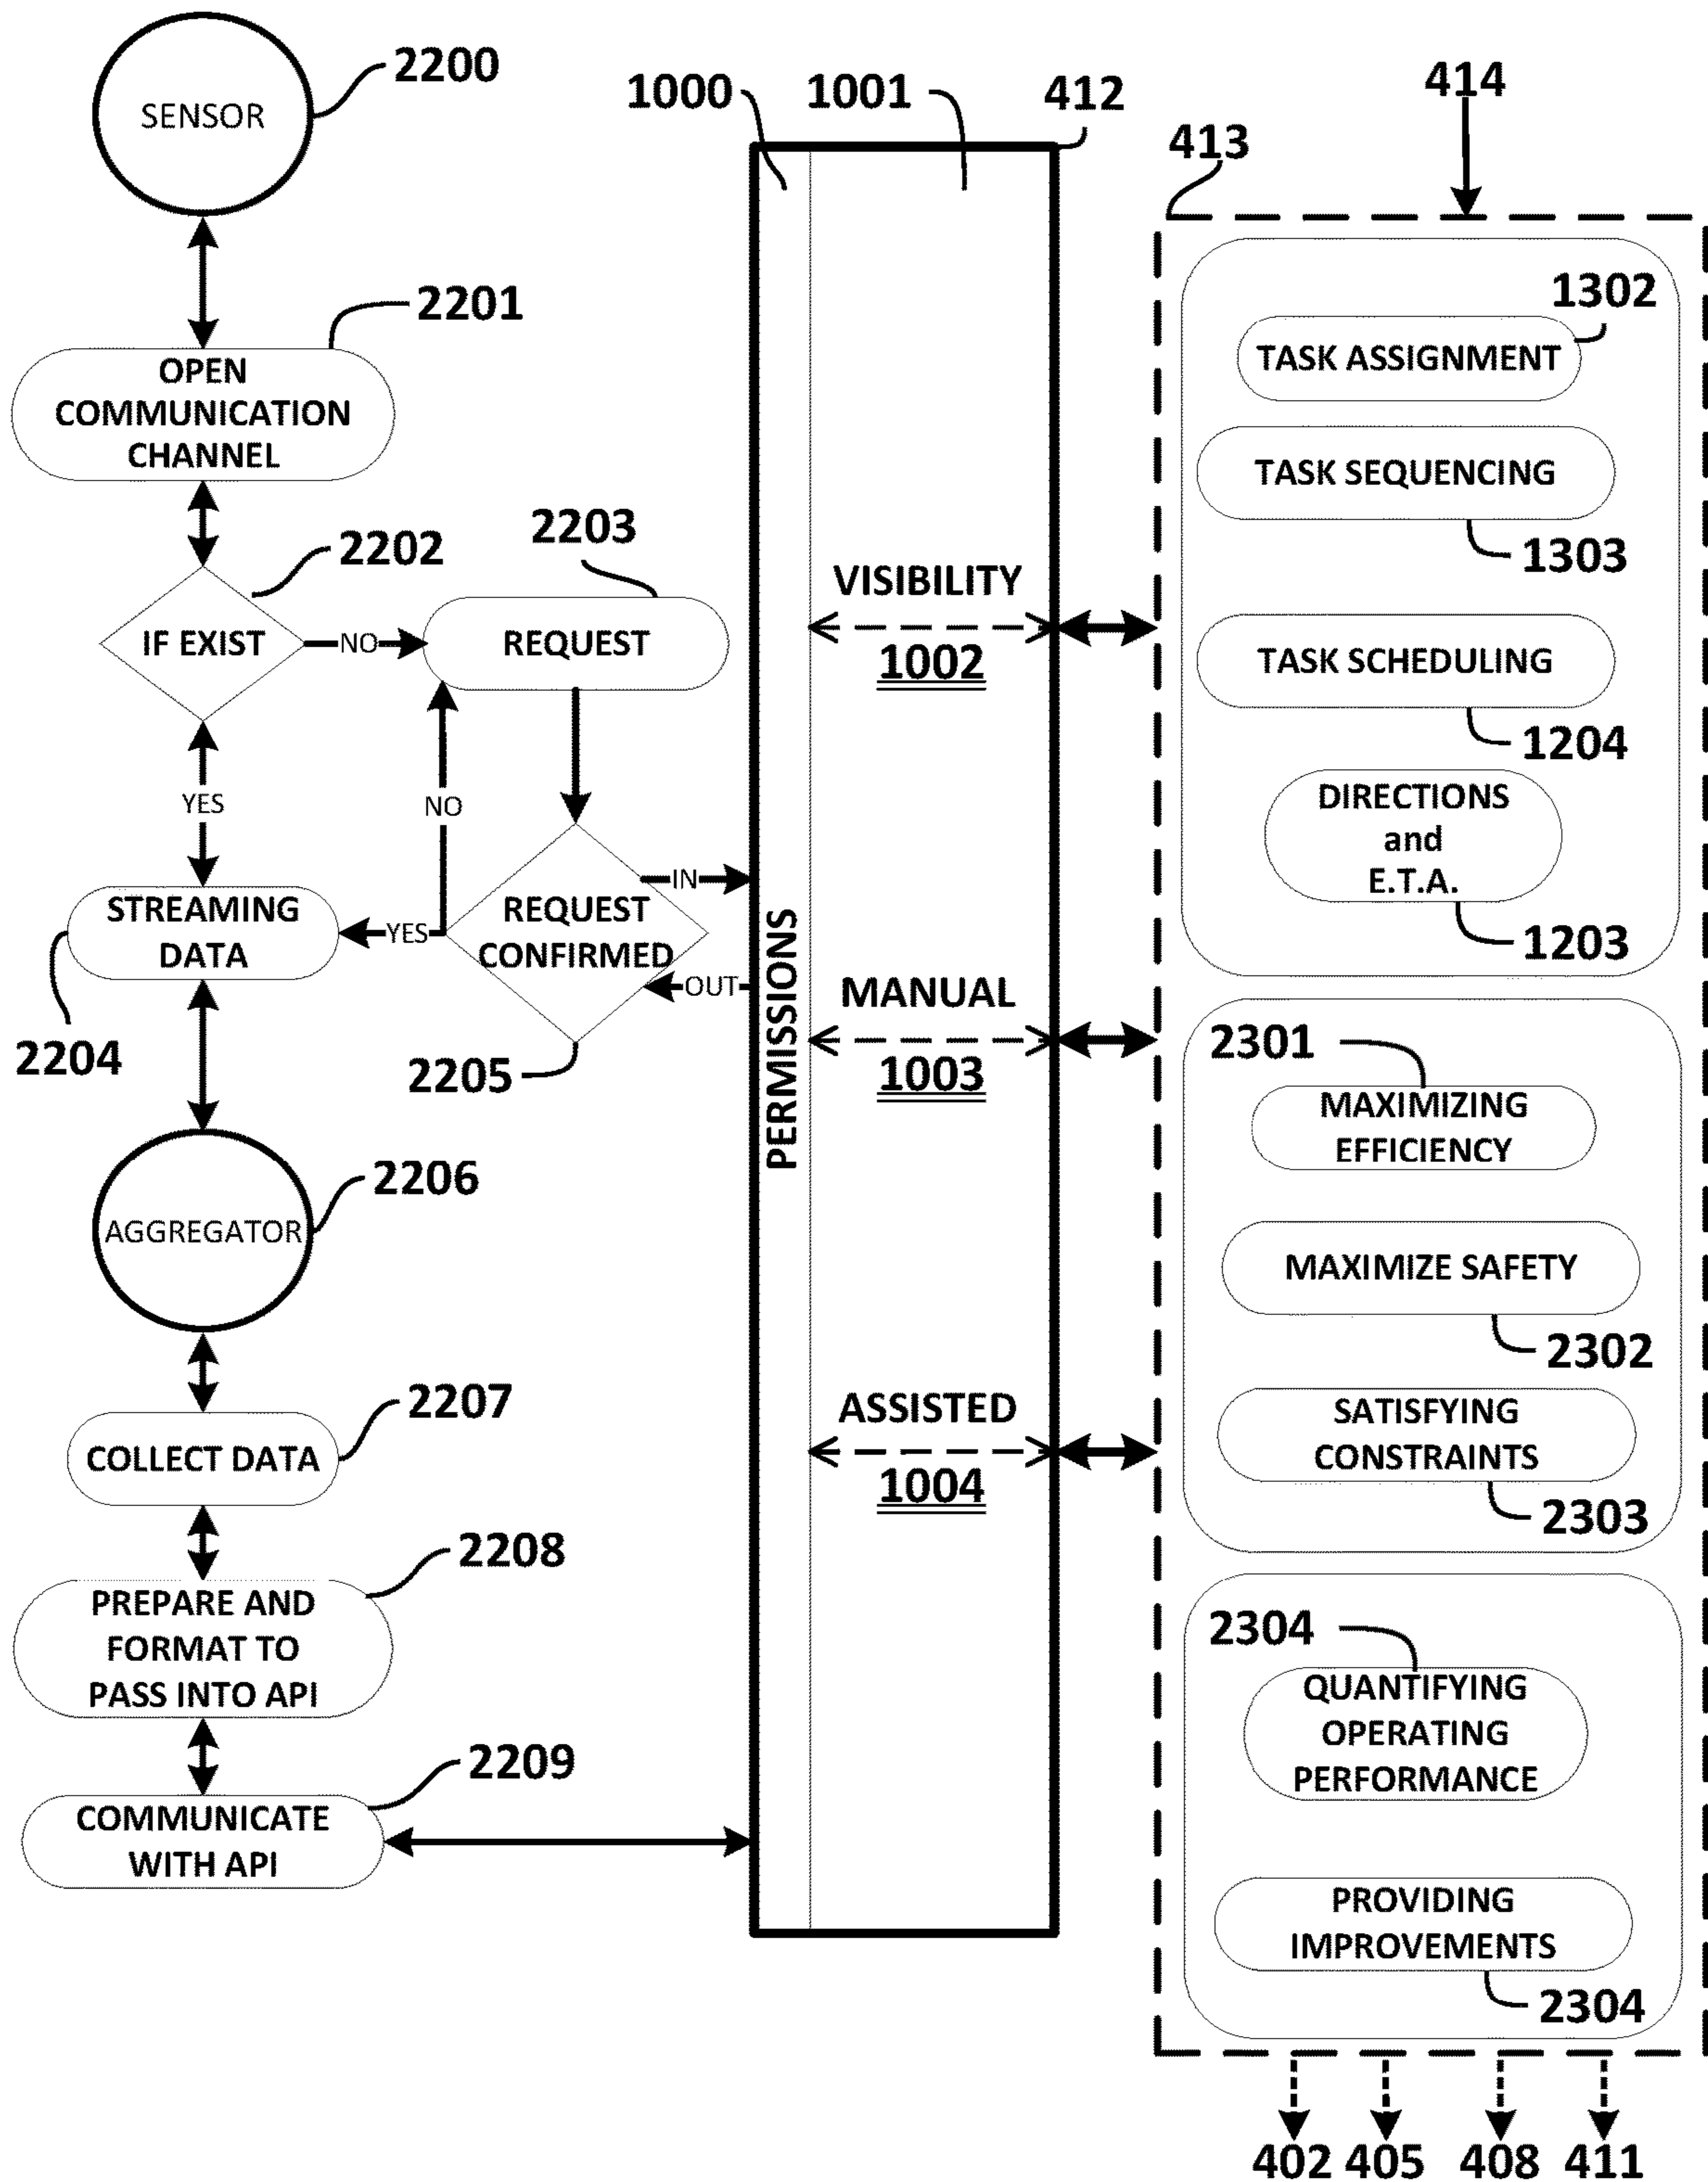 SENSOR
2200
OPEN
COMMUNICATION
CHANNEL
2201
IF EXIST
2202
NO
REQUEST
2203
YES
NO
STREAMING
DATA
2204
YES
REQUEST
CONFIRMED
2205
IN
OUT
AGGREGATOR
2206
COLLECT DATA
2207
PREPARE AND
FORMAT TO
PASS INTO API
2208
COMMUNICATE
WITH API
2209
1000
1001
412
PERMISSIONS
VISIBILITY
1002
MANUAL
1003
ASSISTED
1004
414
413
1302
TASK ASSIGNMENT
TASK SEQUENCING
1303
TASK SCHEDULING
1204
DIRECTIONS
and
E.T.A.
1203
2301
MAXIMIZING
EFFICIENCY
MAXIMIZE SAFETY
2302
SATISFYING
CONSTRAINTS
2303
2304
QUANTIFYING
OPERATING
PERFORMANCE
PROVIDING
IMPROVEMENTS
2304
402 405 408 411